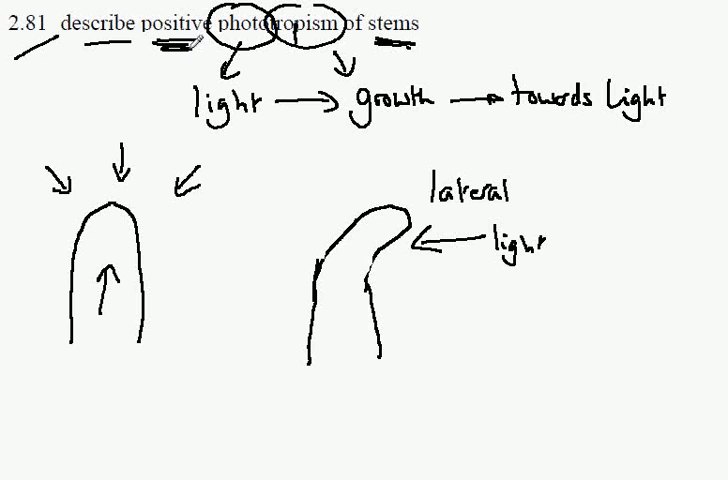 2.81 describe positive phototropism of stems
light growth towards Light
lateral
light